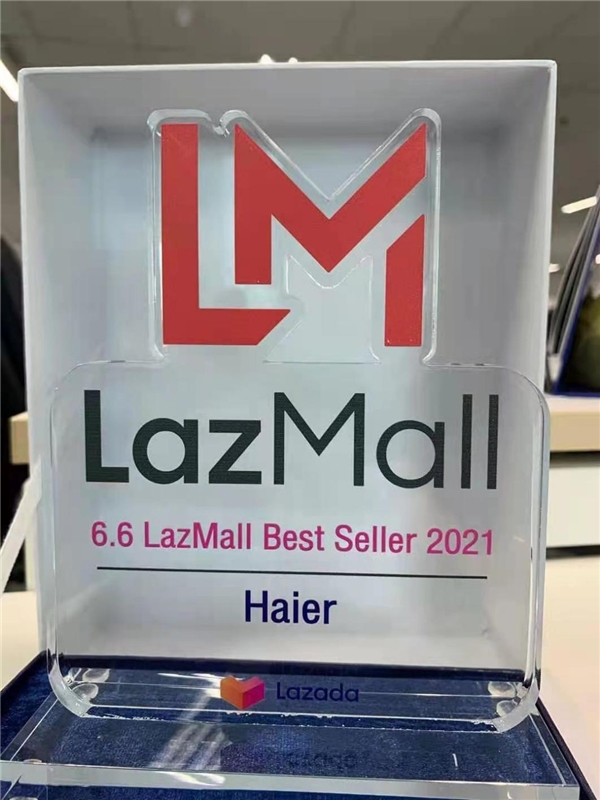 LM
LazMall
6.6 LazMall Best Seller 2021
Haier
Lazada